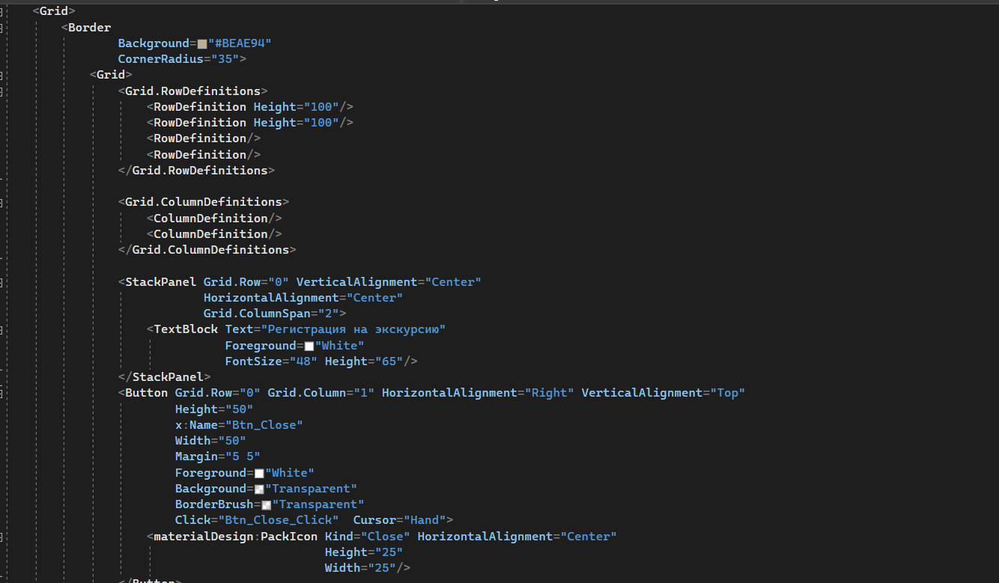 <Grid>
<Border
Background="#BEAE94"
CornerRadius="35">
<Grid>
<Grid.RowDefinitions>
<RowDefinition Height="100"/>
<RowDefinition Height="100"/>
<RowDefinition/>
<RowDefinition/>
</Grid.RowDefinitions>
<Grid.ColumnDefinitions>
<ColumnDefinition/>
<ColumnDefinition/>
</Grid.ColumnDefinitions>
<StackPanel Grid.Row="0" VerticalAlignment="Center"
HorizontalAlignment="Center"
Grid.ColumnSpan="2">
<TextBlock Text="Регистрация на экскурсию"
Foreground="White"
FontSize="48" Height="65"/>
</StackPanel>
<Button Grid.Row="0" Grid.Column="1" HorizontalAlignment="Right" VerticalAlignment="Top"
Height="50"
x:Name="Btn_Close"
Width="50"
Margin="5 5"
Foreground="White"
Background="Transparent"
BorderBrush="Transparent"
Click="Btn_Close_Click" Cursor="Hand">
<materialDesign:PackIcon Kind="Close" HorizontalAlignment="Center"
Height="25"
Width="25"/>
</Button>